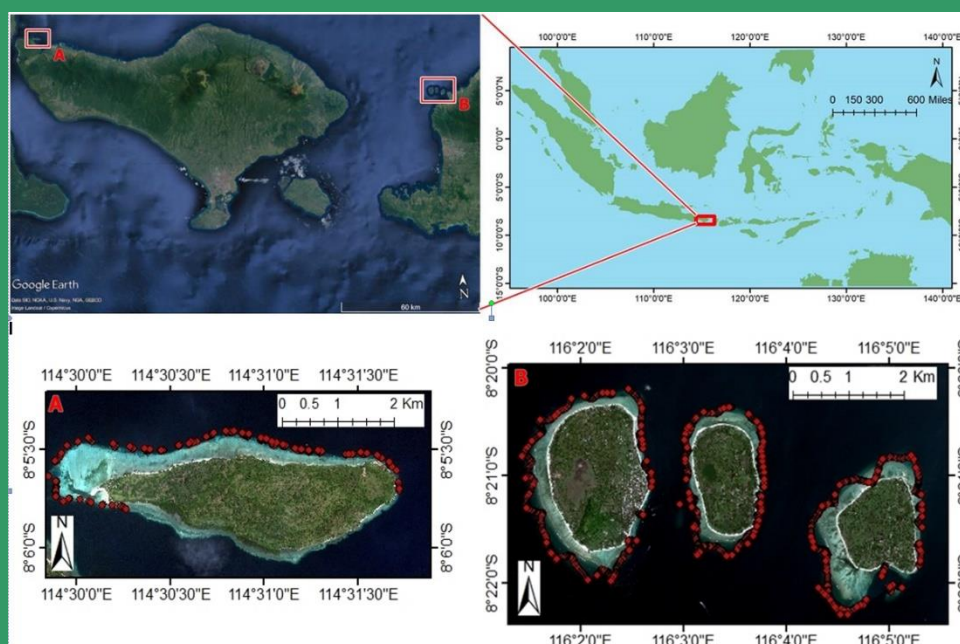 A
B
Google Earth
60 km
N
100°0'0"E 110°0'0"E 120°0'0"E 130°0'0"E 140°0'0"E
N
0 150 300 600 Miles
5°0'0"N
0°0'0"
5°0'0"S
10°0'0"S
15°0'0"S
100°0'0"E 110°0'0"E 120°0'0"E 130°0'0"E 140°0'0"E
114°30'0"E 114°30'30"E 114°31'0"E 114°31'30"E
A
0 0.5 1 2 Km
8°5'30"S 8°5'30"S
8°6'0"S 8°6'0"S
N
114°30'0"E 114°30'30"E 114°31'0"E 114°31'30"E
116°2'0"E 116°3'0"E 116°4'0"E 116°5'0"E
B
0 0.5 1 2 Km
8°20'0"S
8°21'0"S
8°22'0"S
N
116°2'0"E 116°3'0"E 116°4'0"E 116°5'0"E